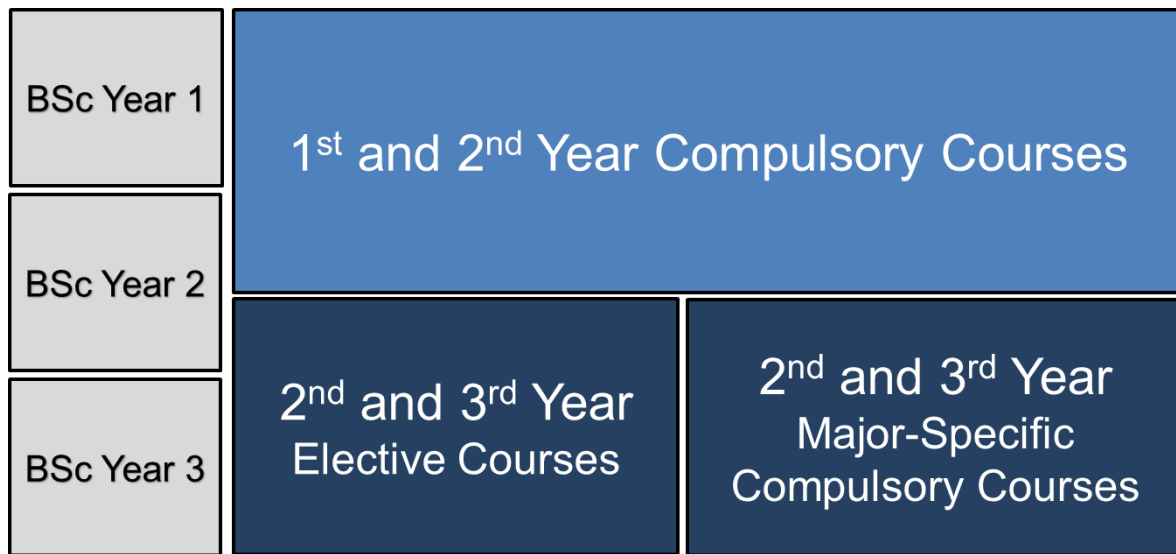 BSc Year 1
1st and 2nd Year Compulsory Courses
BSc Year 2
2nd and 3rd Year
Elective Courses
2nd and 3rd Year
Major-Specific
Compulsory Courses
BSc Year 3